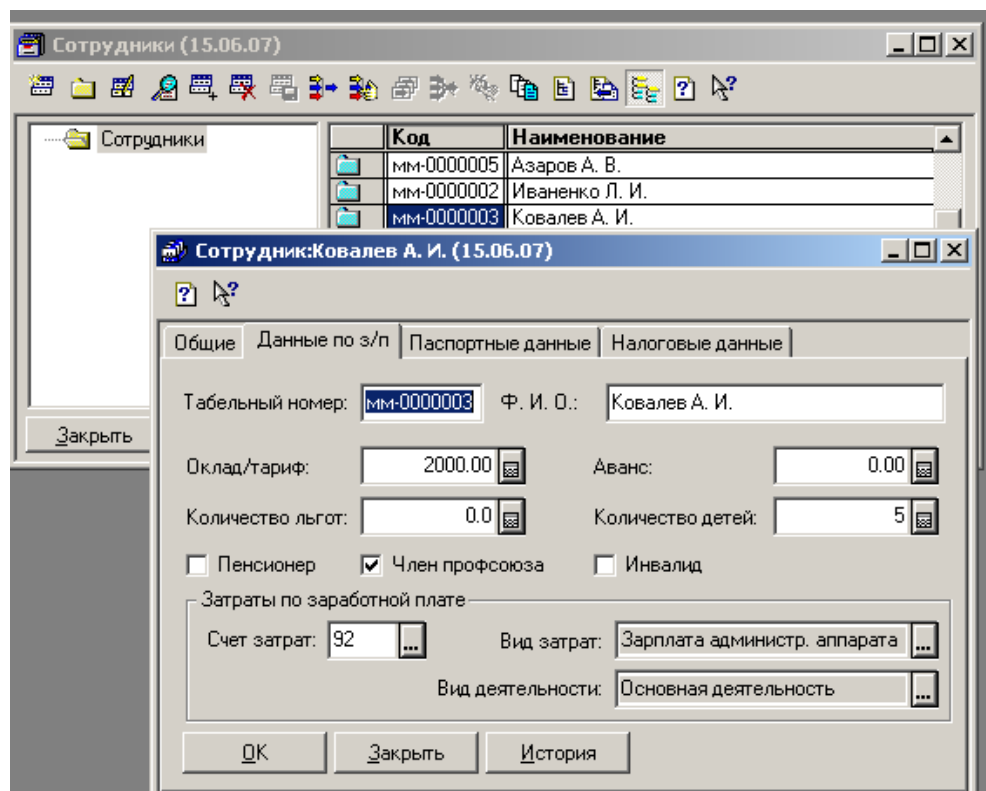 Сотрудники (15.06.07)
Сотрудники
Код Наименование
мм-0000005 Азаров А. В.
мм-0000002 Иваненко Л. И.
мм-0000003 Ковалев А. И.
Закрыть
Сотрудник:Ковалев А. И. (15.06.07)
Общие Данные по з/п Паспортные данные Налоговые данные
Табельный номер: мм-0000003 Ф. И. О.: Ковалев А. И.
Оклад/тариф: 2000.00 Аванс: 0.00
Количество льгот: 0.0 Количество детей: 5
Пенсионер Член профсоюза Инвалид
Затраты по заработной плате
Счет затрат: 92 ... Вид затрат: Зарплата администр. аппарата ...
Вид деятельности: Основная деятельность ...
OK Закрыть История